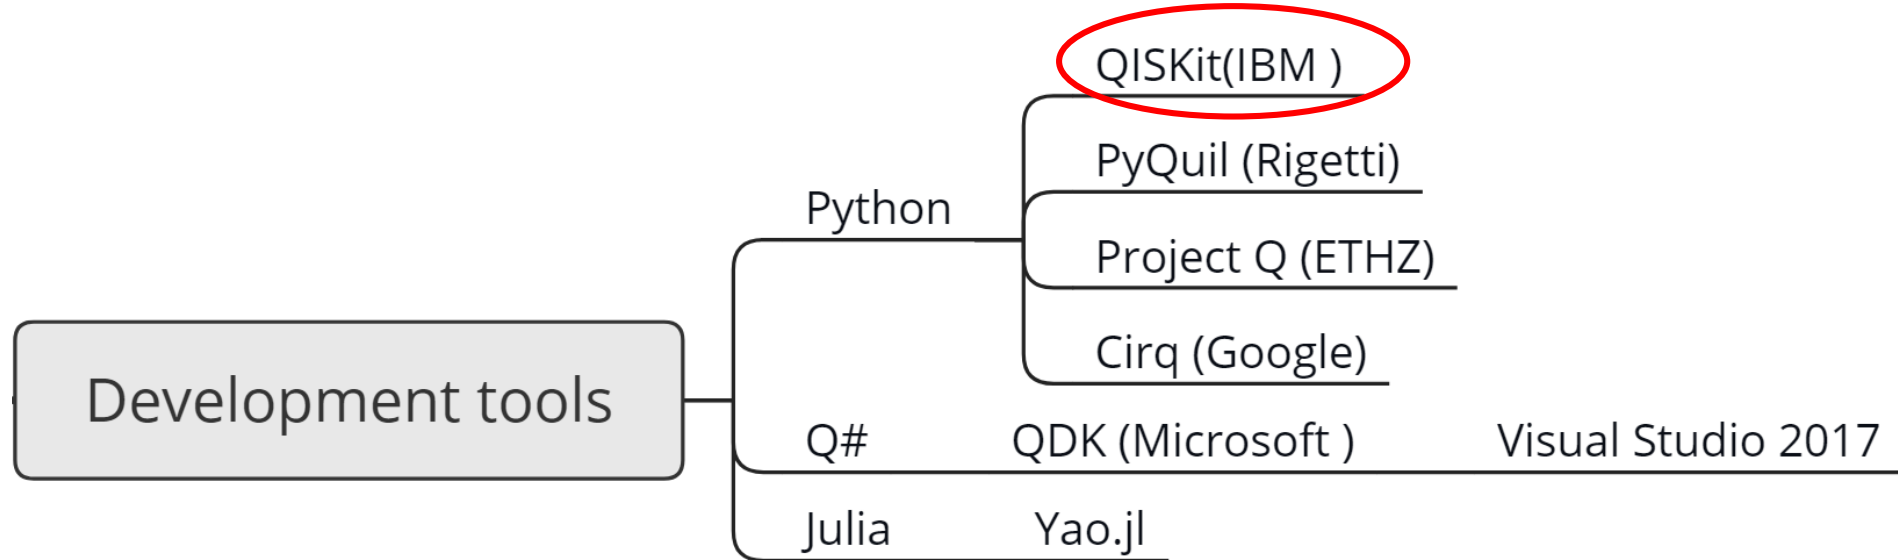 QISKit(IBM )
PyQuil (Rigetti)
Python
Project Q (ETHZ)
Cirq (Google)
Development tools
Q# QDK (Microsoft ) Visual Studio 2017
Julia Yao.jl